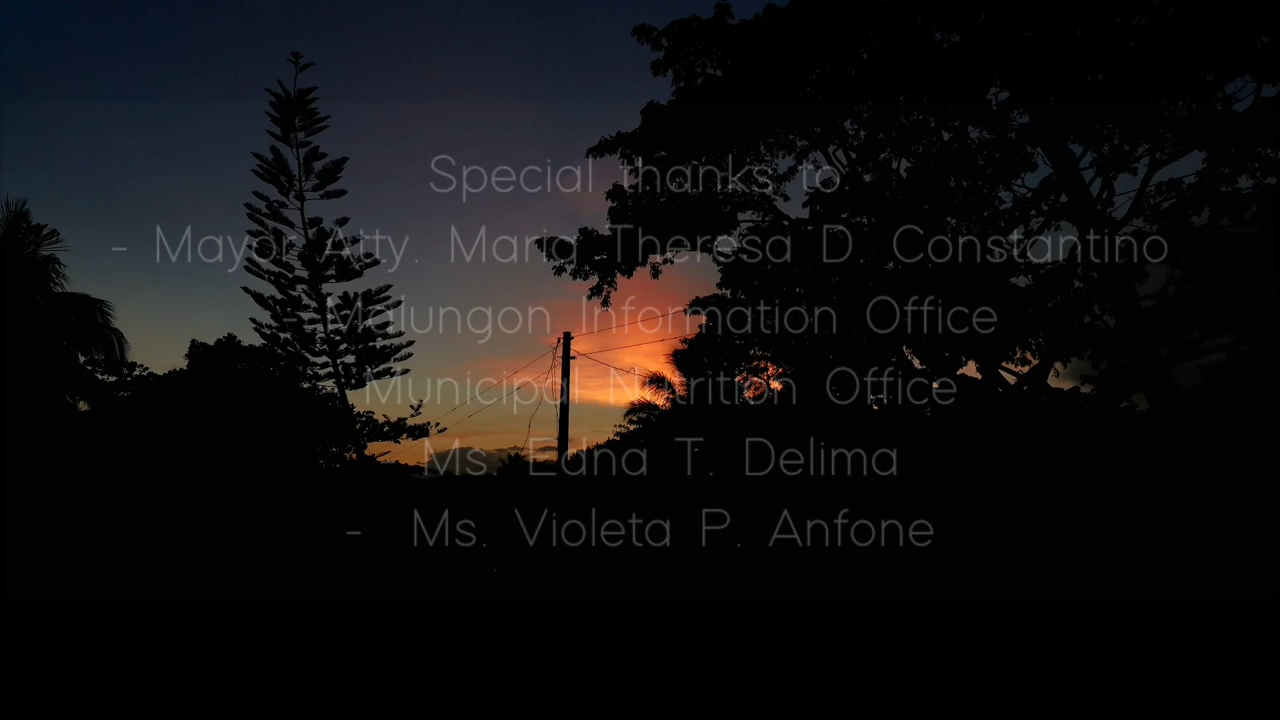 Special thanks to
- Mayor Atty. Maria Theresa D. Constantino
- Malungon Information Office
- Municipal Nutrition Office
- Ms. Edna T. Delima
- Ms. Violeta P. Anfone